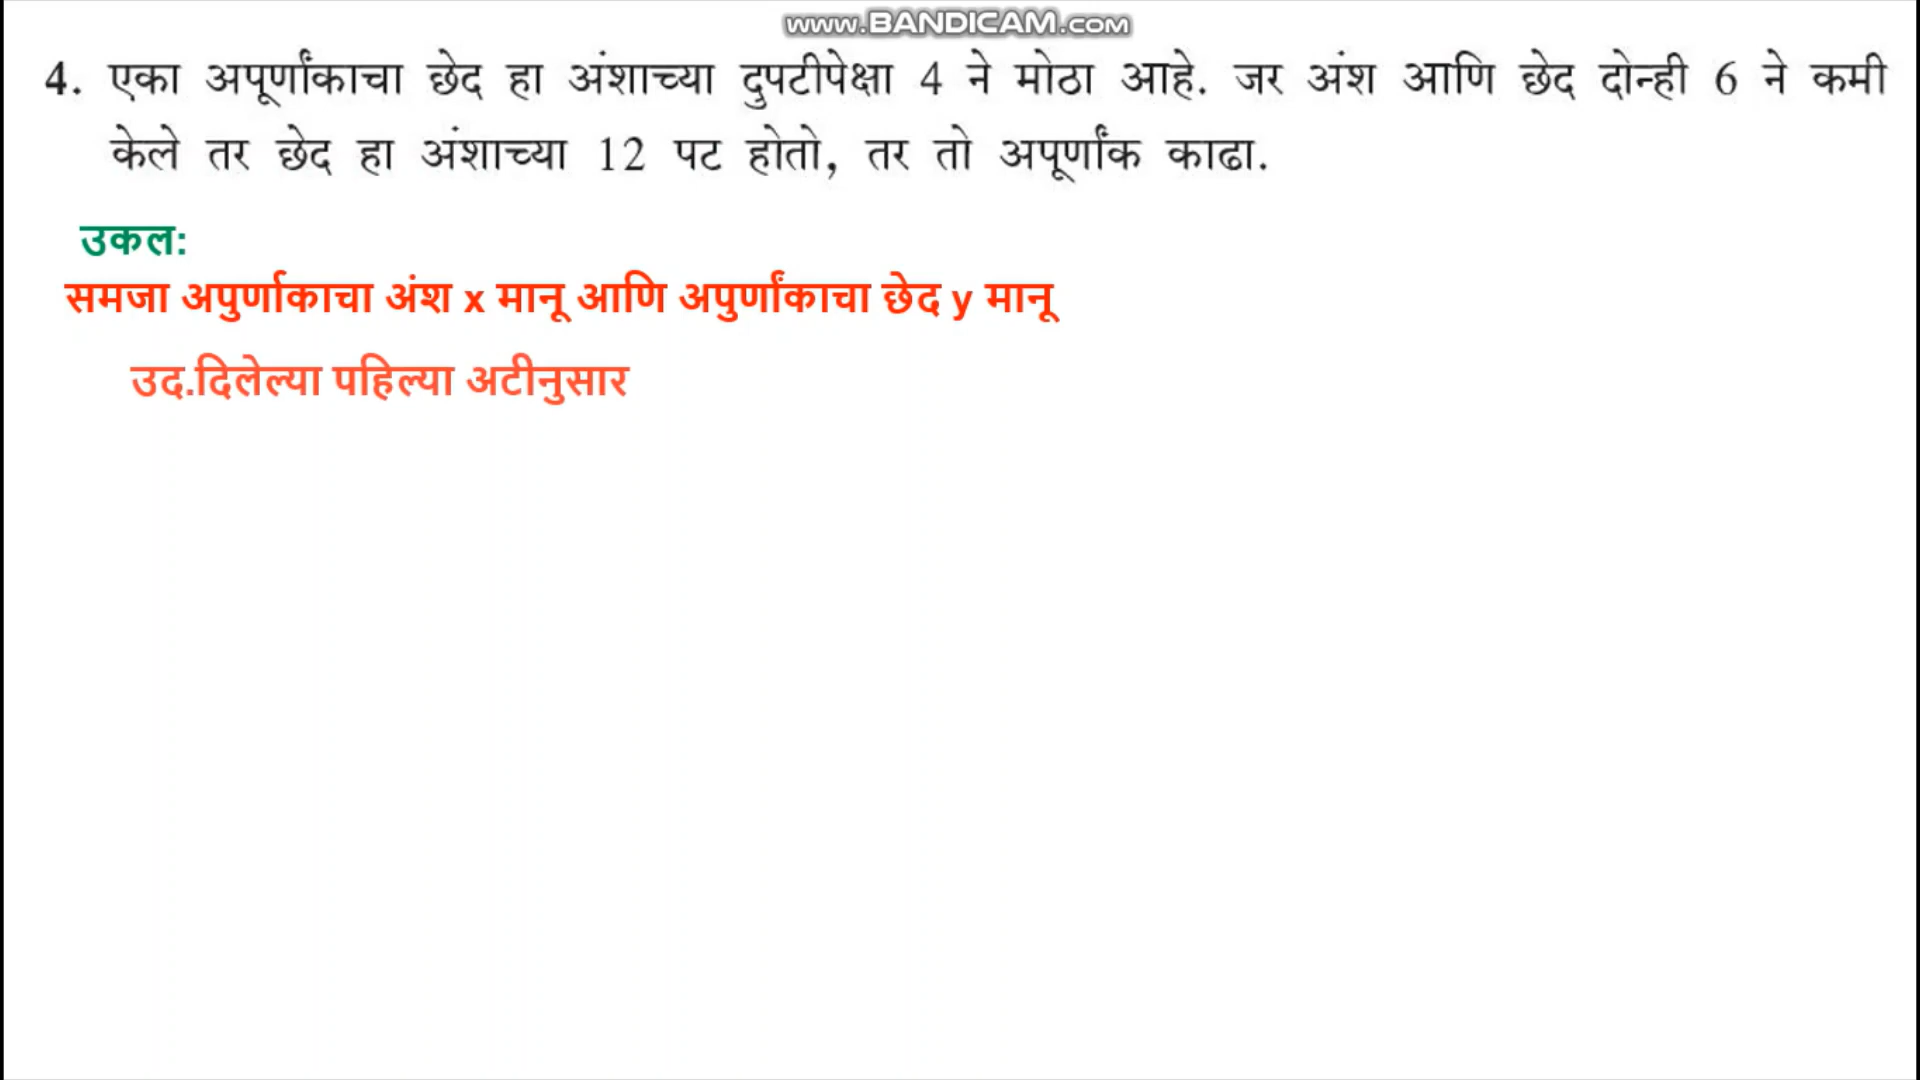 www.BANDICAM.com
4. एका अपूर्णांकाचा छेद हा अंशाच्या दुपटीपेक्षा 4 ने मोठा आहे. जर अंश आणि छेद दोन्ही 6 ने कमी
केले तर छेद हा अंशाच्या 12 पट होतो, तर तो अपूर्णांक काढा.
उकल:
समजा अपुर्णाकाचा अंश x मानू आणि अपुर्णांकाचा छेद y मानू
उद.दिलेल्या पहिल्या अटीनुसार